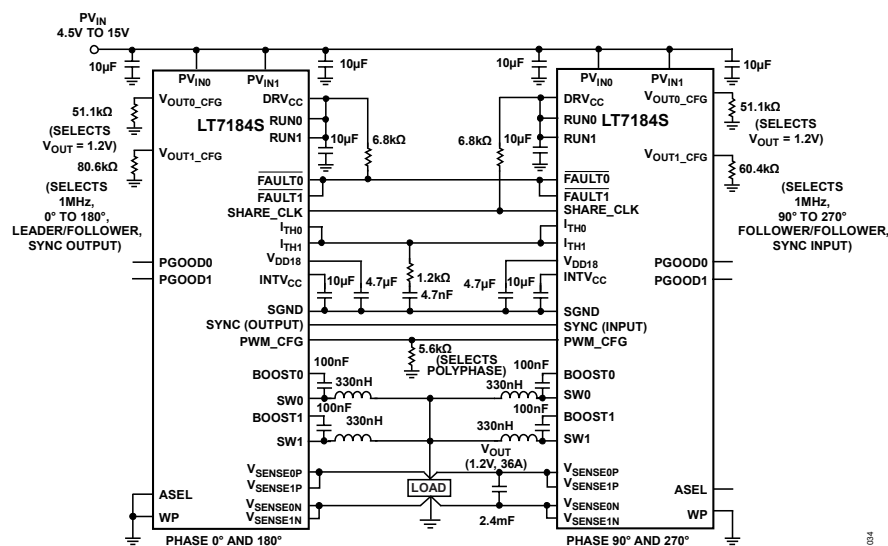 PVIN
4.5V TO 15V
10µF
10µF
10µF
10µF
PVIN0
PVIN1
PVIN0
PVIN1
51.1kΩ
(SELECTS
VOUT = 1.2V)
80.6kΩ
(SELECTS
1MHz,
0° TO 180°,
LEADER/FOLLOWER,
SYNC OUTPUT)
PGOOD0
PGOOD1
VOUT0_CFG
LT7184S
VOUT1_CFG
DRVCC
RUN0
RUN1
FAULT0
FAULT1
SHARE_CLK
ITH0
ITH1
VDD18
INTVCC
SGND
SYNC (OUTPUT)
PWM_CFG
BOOST0
SW0
BOOST1
SW1
VSENSE0P
VSENSE1P
VSENSE0N
VSENSE1N
ASEL
WP
PHASE 0° AND 180°
10µF
6.8kΩ
6.8kΩ
10µF
10µF
4.7µF
1.2kΩ
4.7nF
4.7µF
10µF
5.6kΩ
(SELECTS
POLYPHASE)
100nF
330nH
330nH
100nF
100nF
330nH
330nH
100nF
VOUT
(1.2V, 36A)
LOAD
2.4mF
DRVCC
RUN0
RUN1
LT7184S
VOUT0_CFG
VOUT1_CFG
FAULT0
FAULT1
SHARE_CLK
ITH0
ITH1
VDD18
INTVCC
SGND
SYNC (INPUT)
PWM_CFG
BOOST0
SW0
BOOST1
SW1
VSENSE0P
VSENSE1P
VSENSE0N
VSENSE1N
PGOOD0
PGOOD1
ASEL
WP
PHASE 90° AND 270°
51.1kΩ
(SELECTS
VOUT = 1.2V)
60.4kΩ
(SELECTS
1MHz,
90° TO 270°
FOLLOWER/FOLLOWER,
SYNC INPUT)
034